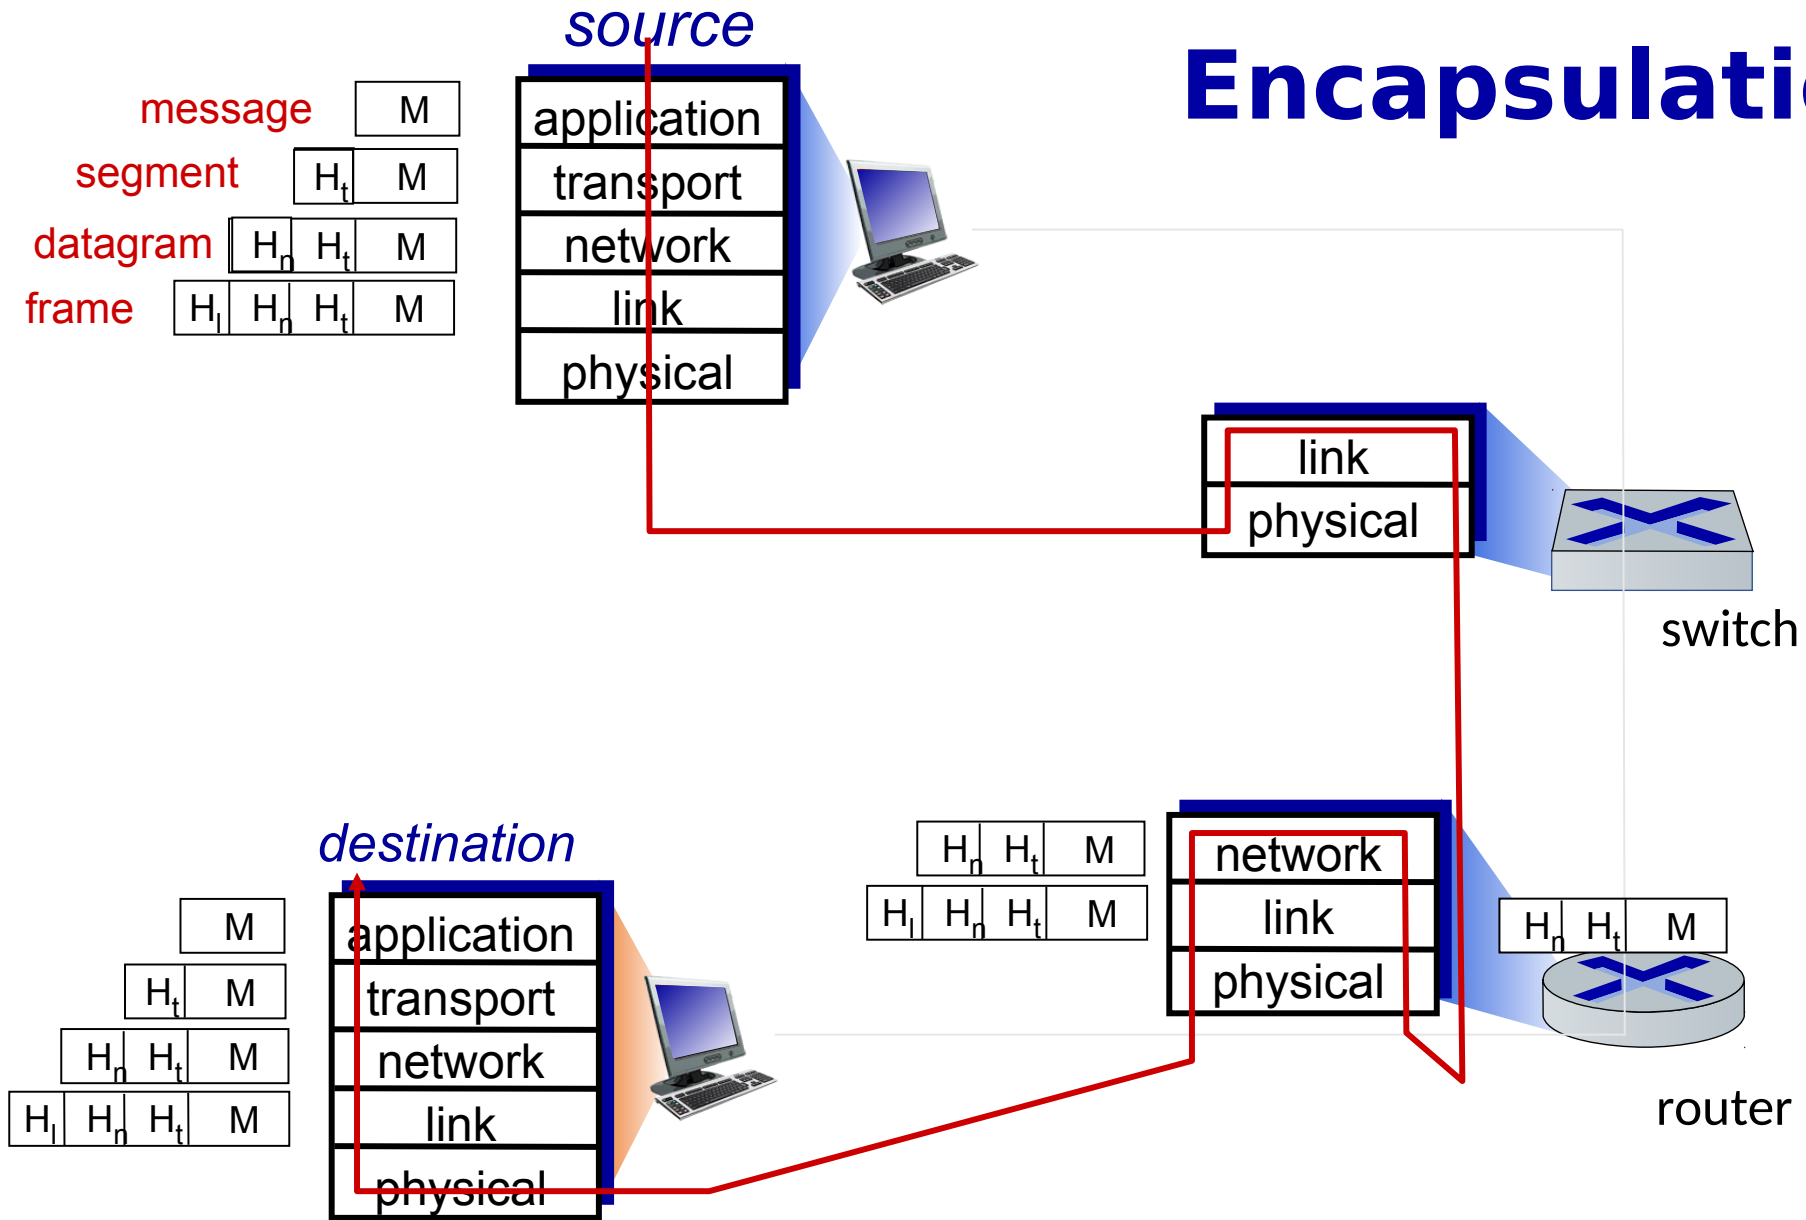 source
Encapsulatio
message M
application
segment Ht M
transport
datagram Hn Ht M
network
frame Hl Hn Ht M
link
physical
link
physical
switch
destination
Hn Ht M
network
Hl Hn Ht M
link
Hn Ht M
physical
router
M
application
Ht M
transport
Hn Ht M
network
Hl Hn Ht M
link
physical